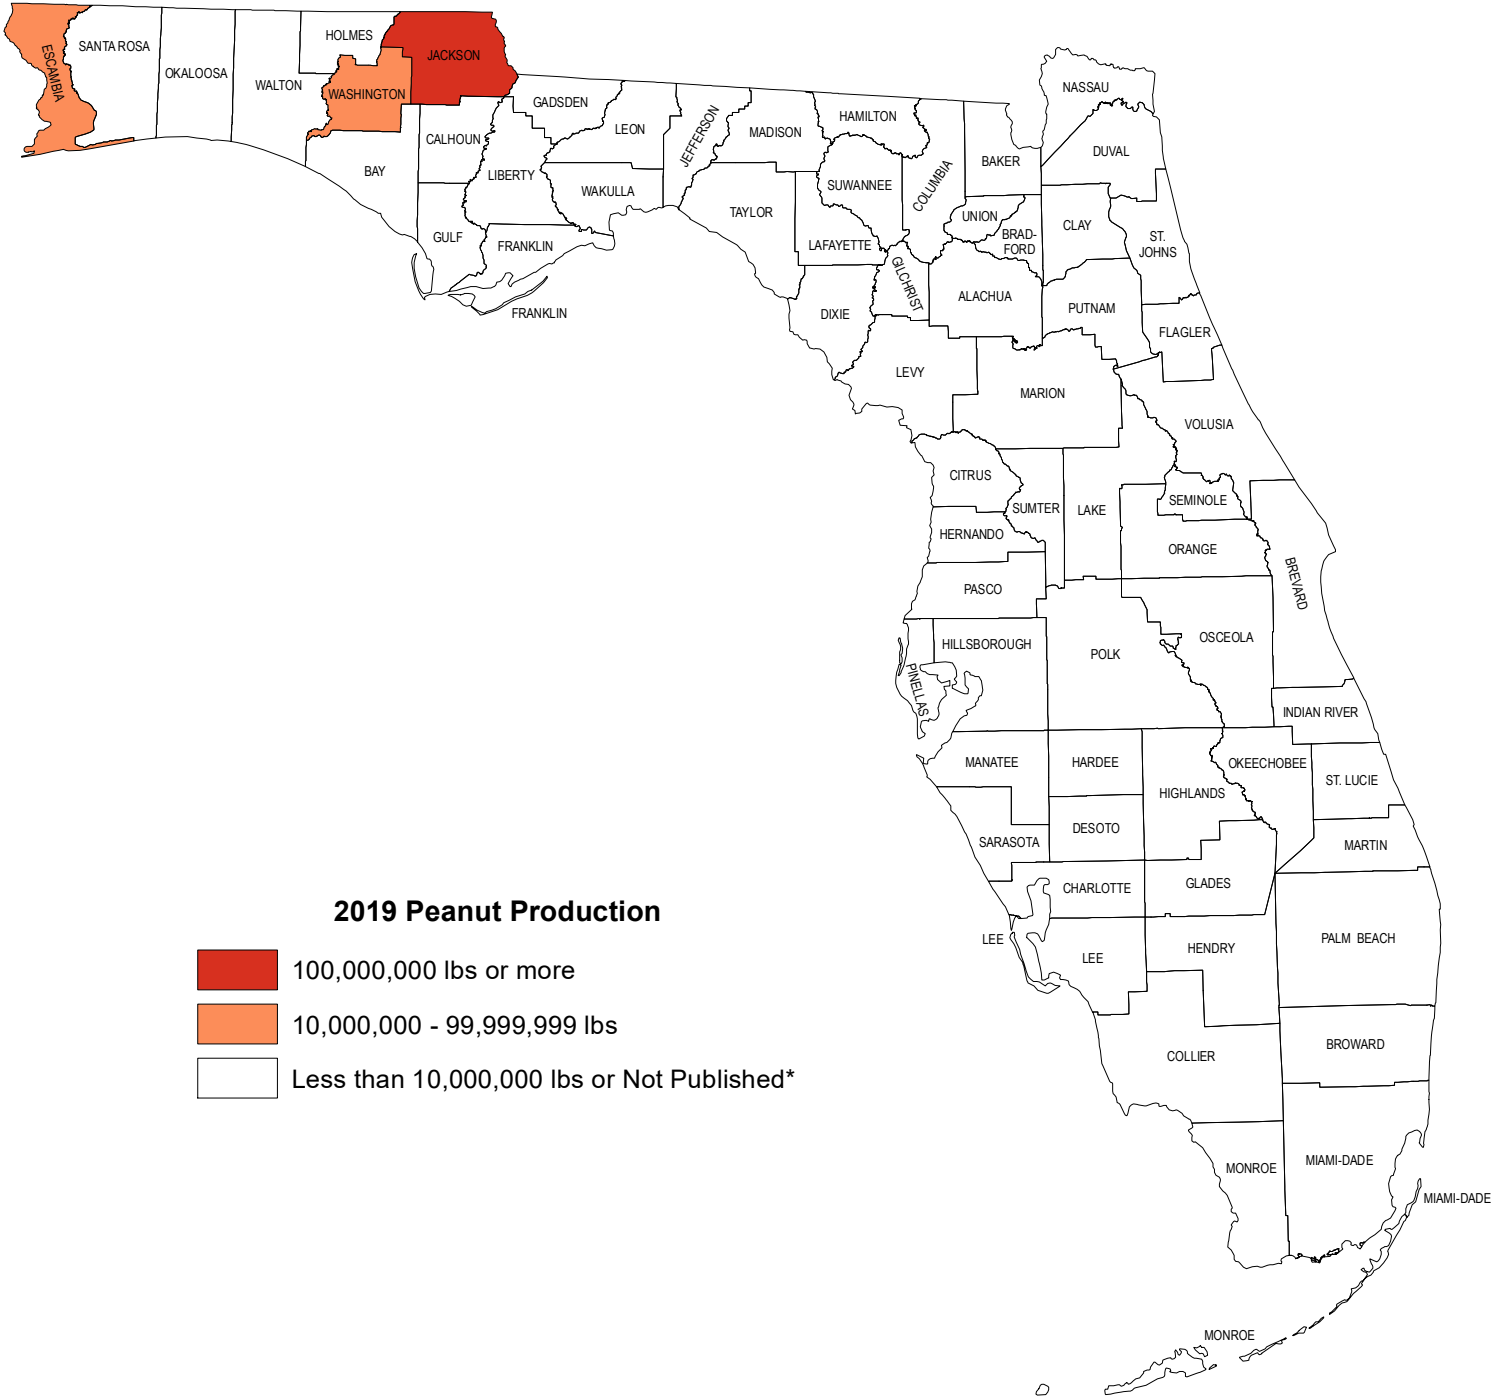 ESCAMBIA
SANTA ROSA
OKALOOSA
WALTON
HOLMES
WASHINGTON
JACKSON
BAY
CALHOUN
GULF
LIBERTY
GADSDEN
FRANKLIN
FRANKLIN
LEON
WAKULLA
JEFFERSON
MADISON
TAYLOR
HAMILTON
SUWANNEE
LAFAYETTE
DIXIE
COLUMBIA
GILCHRIST
BAKER
UNION
BRAD-
FORD
NASSAU
DUVAL
CLAY
ST.
JOHNS
ALACHUA
PUTNAM
FLAGLER
LEVY
MARION
VOLUSIA
CITRUS
SUMTER
LAKE
SEMINOLE
HERNANDO
ORANGE
BREVARD
PASCO
HILLSBOROUGH
PINELLAS
POLK
OSCEOLA
INDIAN RIVER
MANATEE
HARDEE
HIGHLANDS
OKEECHOBEE
ST. LUCIE
SARASOTA
DESOTO
MARTIN
CHARLOTTE
GLADES
LEE
LEE
HENDRY
PALM BEACH
COLLIER
BROWARD
MONROE
MIAMI-DADE
MIAMI-DADE
MONROE
2019 Peanut Production
100,000,000 lbs or more
10,000,000 - 99,999,999 lbs
Less than 10,000,000 lbs or Not Published*